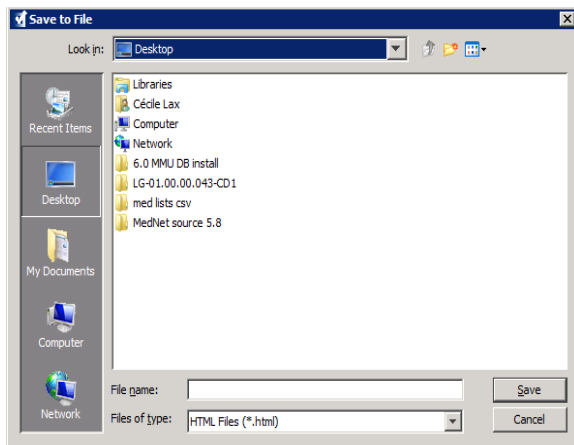 Save to File
Look in: Desktop
Recent Items
Desktop
My Documents
Computer
Network
Libraries
Cécile Lax
Computer
Network
6.0 MMU DB install
LG-01.00.00.043-CD1
med lists csv
MedNet source 5.8
File name: Save
Files of type: HTML Files (*.html) Cancel